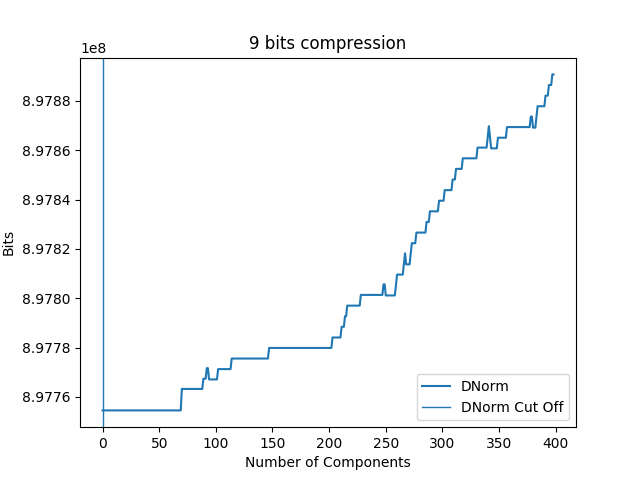 9 bits compression
1e8
8.9788
8.9786
8.9784
8.9782
8.9780
8.9778
8.9776
Bits
DNorm
DNorm Cut Off
0 50 100 150 200 250 300 350 400
Number of Components